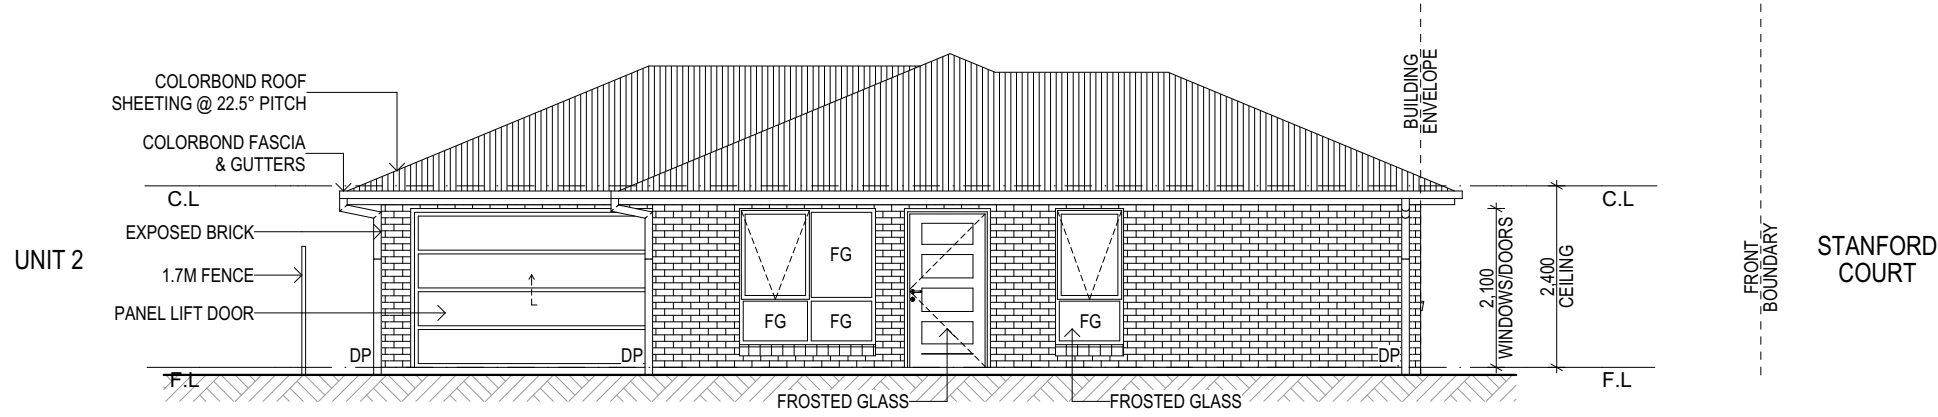 COLORBOND ROOF
SHEETING @ 22.5° PITCH
COLORBOND FASCIA
& GUTTERS
C.L
EXPOSED BRICK
UNIT 2
1.7M FENCE
PANEL LIFT DOOR
DP
F.L
L
DP
FG
FG
FG
FG
DP
FROSTED GLASS
FROSTED GLASS
BUILDING
ENVELOPE
2,100
WINDOWS/DOORS
2,400
CEILING
C.L
F.L
FRONT
BOUNDARY
STANFORD
COURT